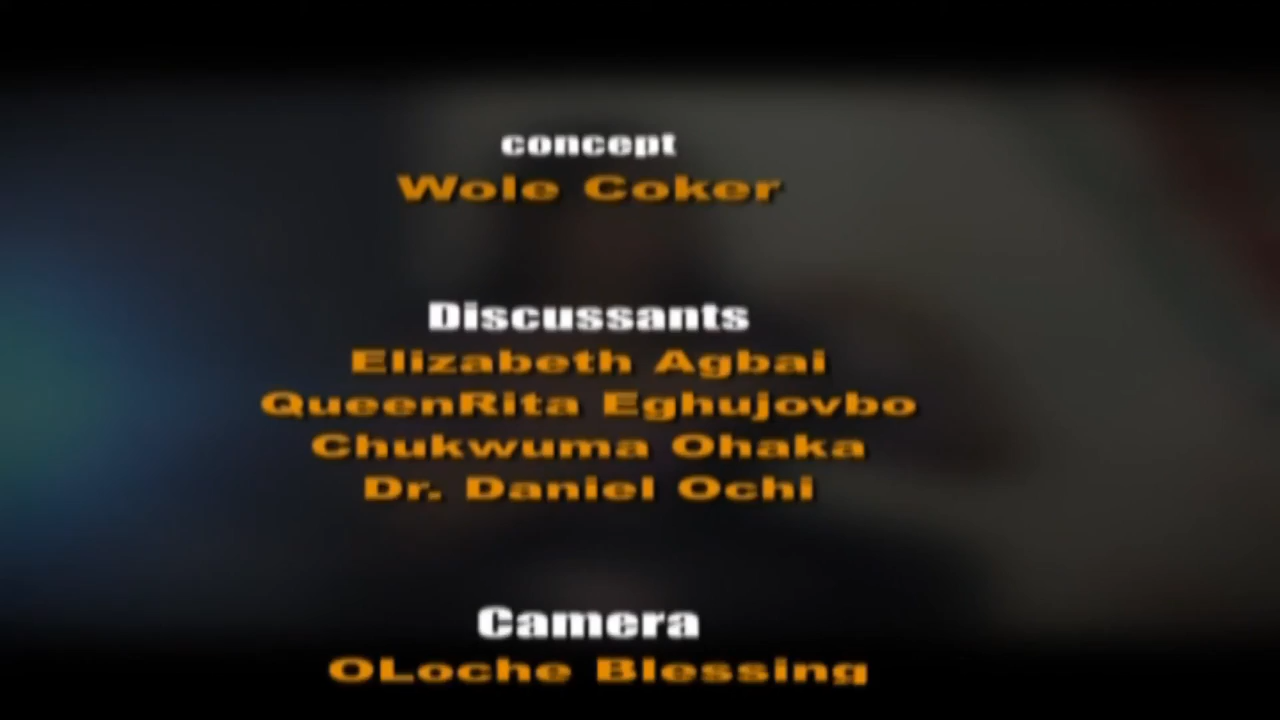 concept
Wole Coker
Discussants
Elizabeth Agbai
QueenRita Eghujovbo
Chukwuma Ohaka
Dr. Daniel Ochi
Camera
OLoche Blessing